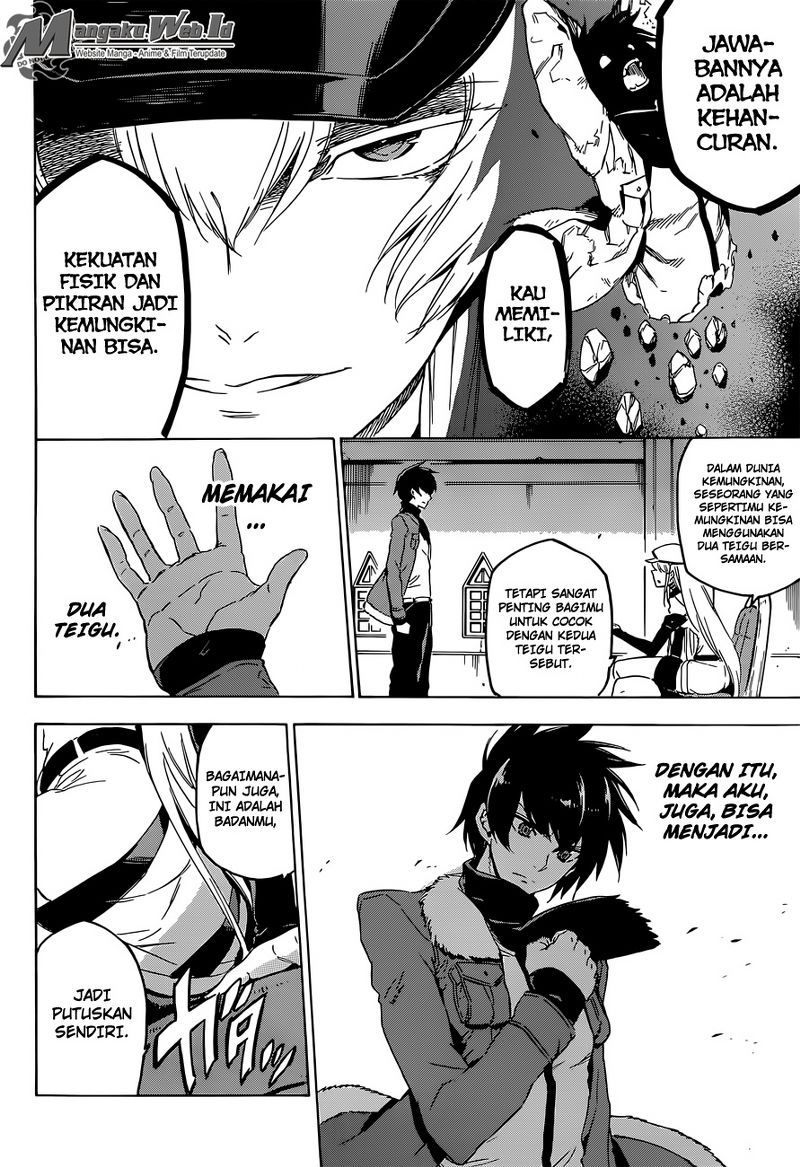 Mangaku.Web.Id
Website Manga - Anime & Film Terupdate
JAWA-
BANNYA
ADALAH
KEHAN-
CURAN.
KAU
MEMI-
LIKI,
KEKUATAN
FISIK DAN
PIKIRAN JADI
KEMUNGKI-
NAN BISA.
DALAM DUNIA
KEMUNGKINAN,
SESEORANG YANG
SEPERTIMU KE-
MUNGKINAN BISA
MENGGUNAKAN
DUA TEIGU BER-
SAMAAN.
TETAPI SANGAT
PENTING BAGIMU
UNTUK COCOK
DENGAN KEDUA
TEIGU TER-
SEBUT.
MEMAKAI
...
DUA
TEIGU.
DENGAN ITU,
MAKA AKU,
JUGA, BISA
MENJADI...
BAGAIMANA-
PUN JUGA,
INI ADALAH
BADANMU,
JADI
PUTUSKAN
SENDIRI.